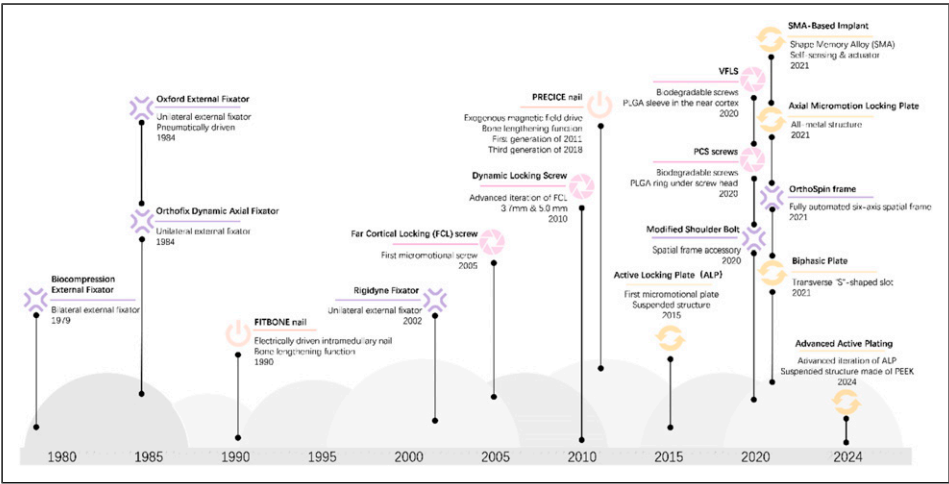 Biocompression
External Fixator
Bilateral external fixator
1979
Oxford External Fixator
Unilateral external fixator
Pneumatically driven
1984
Orthofix Dynamic Axial Fixator
Unilateral external fixator
1984
FITBONE nail
Electrically driven intramedullary nail
Bone lengthening function
1990
Rigidyne Fixator
Unilateral external fixator
2002
Far Cortical Locking (FCL) screw
First micromotional screw
2005
Dynamic Locking Screw
Advanced iteration of FCL
3.7mm & 5.0 mm
2010
PRECICE nail
Exogenous magnetic field drive
Bone lengthening function
First generation of 2011
Third generation of 2018
Active Locking Plate (ALP)
First micromotional plate
Suspended structure
2015
VFLS
Biodegradable screws
PLGA sleeve in the near cortex
2020
PCS screws
Biodegradable screws
PLGA ring under screw head
2020
Modified Shoulder Bolt
Spatial frame accessory
2020
SMA-Based Implant
Shape Memory Alloy (SMA)
Self-sensing & actuator
2021
Axial Micromotion Locking Plate
All-metal structure
2021
OrthoSpin frame
Fully automated six-axis spatial frame
2021
Biphasic Plate
Transverse "S"-shaped slot
2021
Advanced Active Plating
Advanced iteration of ALP
Suspended structure made of PEEK
2024
1980 1985 1990 1995 2000 2005 2010 2015 2020 2024